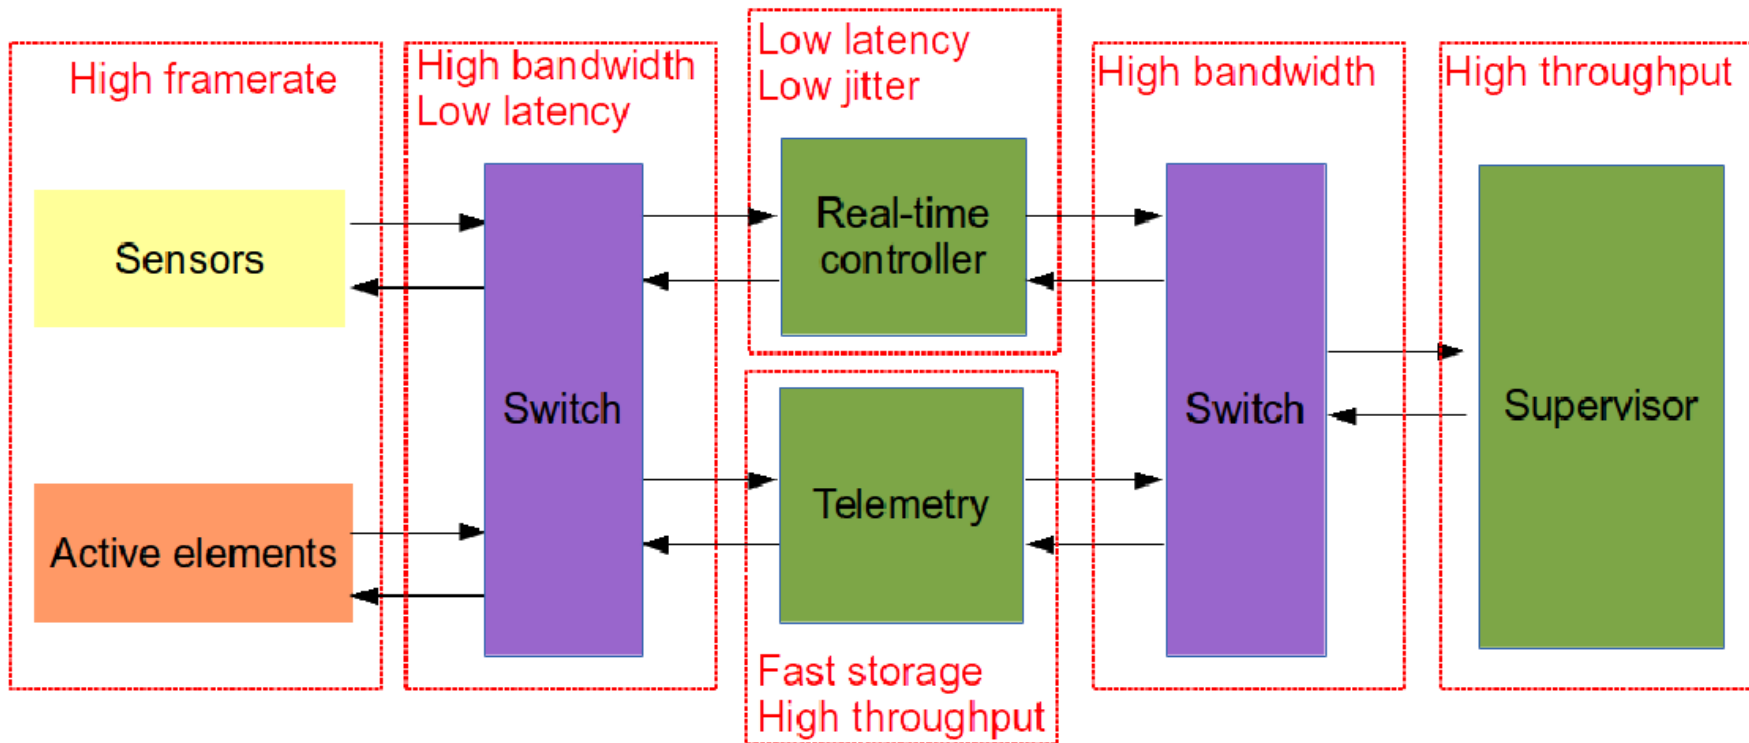 High framerate
Sensors
Active elements
High bandwidth
Low latency
Switch
Low latency
Low jitter
Real-time
controller
Telemetry
Fast storage
High throughput
High bandwidth
Switch
High throughput
Supervisor